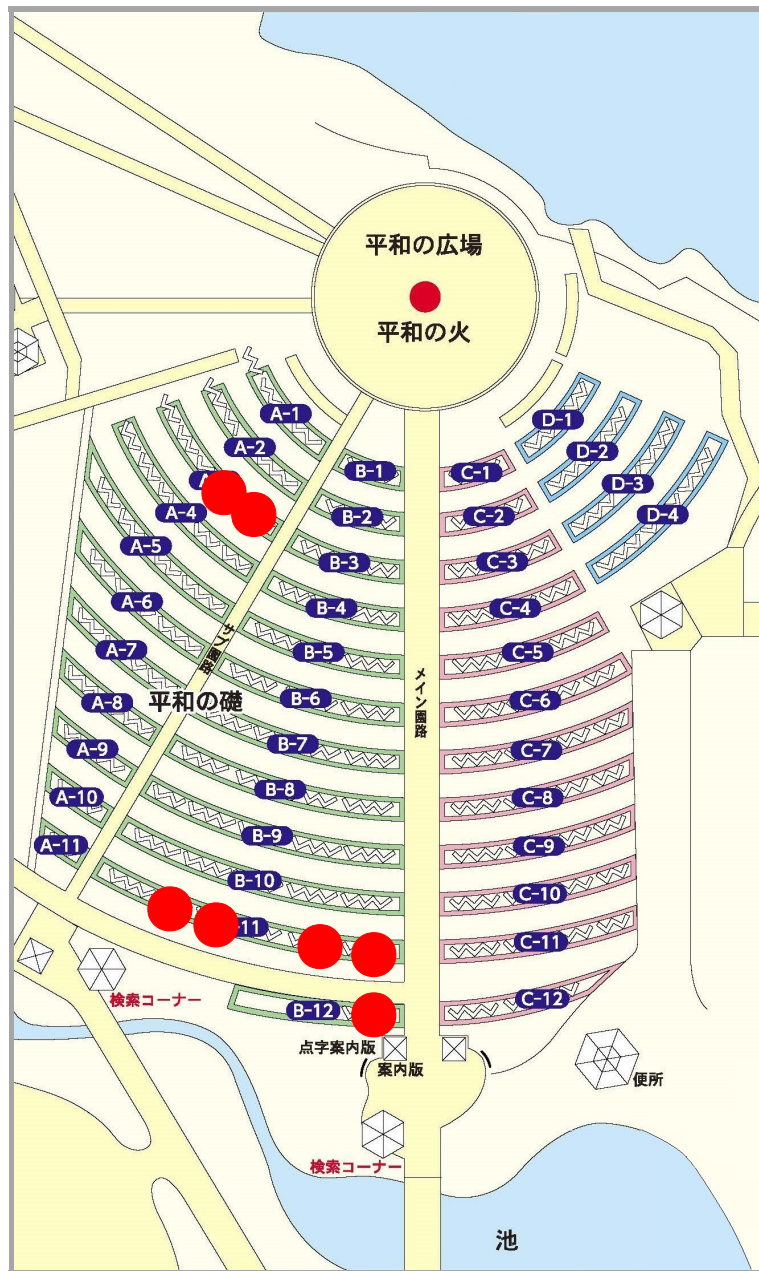 平和の広場
平和の火
A-1
A-2
A-4
A-5
A-6
A-7
A-8
A-9
A-10
A-11
B-1
B-2
B-3
B-4
B-5
B-6
B-7
B-8
B-9
B-10
-11
B-12
C-1
C-2
C-3
C-4
C-5
C-6
C-7
C-8
C-9
C-10
C-11
C-12
D-1
D-2
D-3
D-4
サブ園路
メイン園路
平和の礎
検索コーナー
点字案内版
案内版
便所
検索コーナー
池